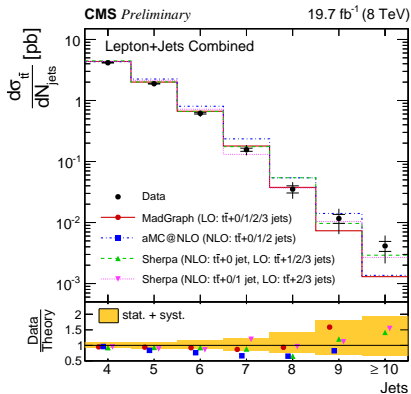 CMS Preliminary 19.7 fb⁻¹ (8 TeV)
Lepton+Jets Combined
dσ_tt̄ / dN_jets [pb]
10
1
10⁻¹
10⁻²
10⁻³
Data
MadGraph (LO: tt̄+0/1/2/3 jets)
aMC@NLO (NLO: tt̄+0/1/2 jets)
Sherpa (NLO: tt̄+0 jet, LO: tt̄+1/2/3 jets)
Sherpa (NLO: tt̄+0/1 jet, LO: tt̄+2/3 jets)
Data / Theory
2
1.5
1
0.5
stat. + syst.
4 5 6 7 8 9 ≥ 10
Jets